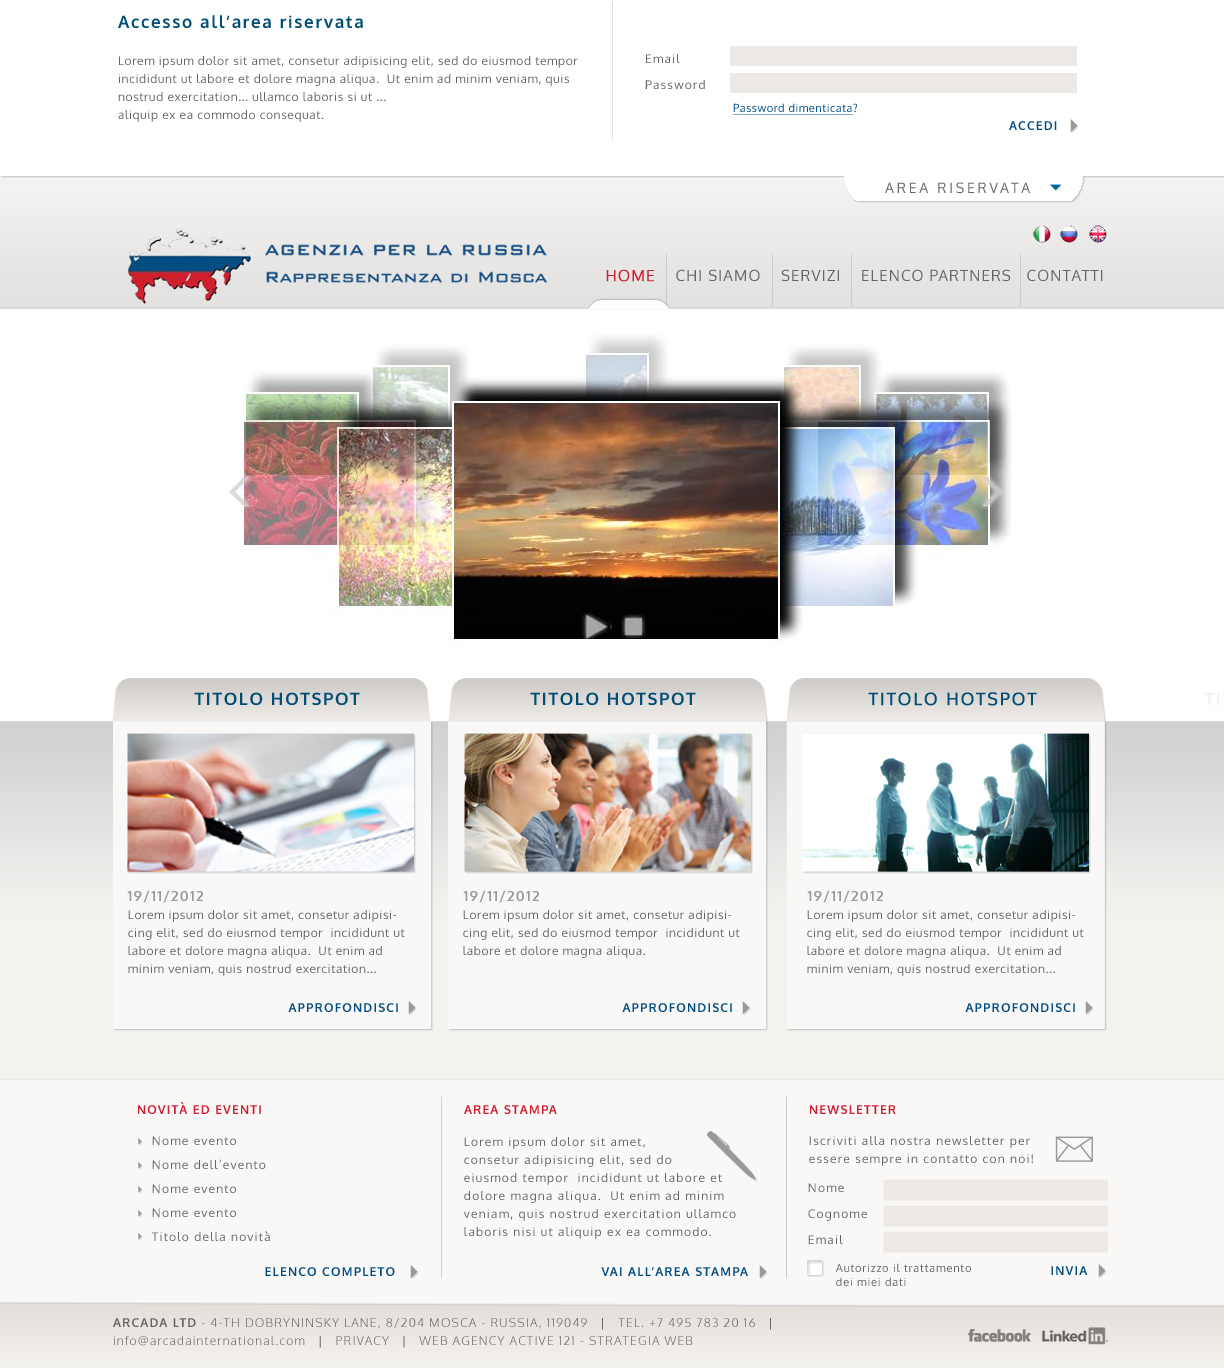 Accesso all'area riservata
Lorem ipsum dolor sit amet, consetur adipisicing elit, sed do eiusmod tempor
incididunt ut labore et dolore magna aliqua.  Ut enim ad minim veniam, quis
nostrud exercitation... ullamco laboris si ut ...
aliquip ex ea commodo consequat.
Email
Password
Password dimenticata?
ACCEDI
AREA RISERVATA
AGENZIA PER LA RUSSIA
RAPPRESENTANZA DI MOSCA
HOME
CHI SIAMO
SERVIZI
ELENCO PARTNERS
CONTATTI
TITOLO HOTSPOT
19/11/2012
Lorem ipsum dolor sit amet, consetur adipisi-
cing elit, sed do eiusmod tempor  incididunt ut
labore et dolore magna aliqua.  Ut enim ad
minim veniam, quis nostrud exercitation...
APPROFONDISCI
TITOLO HOTSPOT
19/11/2012
Lorem ipsum dolor sit amet, consetur adipisi-
cing elit, sed do eiusmod tempor  incididunt ut
labore et dolore magna aliqua.
APPROFONDISCI
TITOLO HOTSPOT
19/11/2012
Lorem ipsum dolor sit amet, consetur adipisi-
cing elit, sed do eiusmod tempor  incididunt ut
labore et dolore magna aliqua.  Ut enim ad
minim veniam, quis nostrud exercitation...
APPROFONDISCI
TI
NOVITÀ ED EVENTI
Nome evento
Nome dell'evento
Nome evento
Nome evento
Titolo della novità
ELENCO COMPLETO
AREA STAMPA
Lorem ipsum dolor sit amet,
consetur adipisicing elit, sed do
eiusmod tempor  incididunt ut labore et
dolore magna aliqua.  Ut enim ad minim
veniam, quis nostrud exercitation ullamco
laboris nisi ut aliquip ex ea commodo.
VAI ALL'AREA STAMPA
NEWSLETTER
Iscriviti alla nostra newsletter per
essere sempre in contatto con noi!
Nome
Cognome
Email
Autorizzo il trattamento
dei miei dati
INVIA
ARCADA LTD - 4-TH DOBRYNINSKY LANE, 8/204 MOSCA - RUSSIA, 119049 | TEL. +7 495 783 20 16 |
info@arcadainternational.com | PRIVACY | WEB AGENCY ACTIVE 121 - STRATEGIA WEB
facebook
Linked in